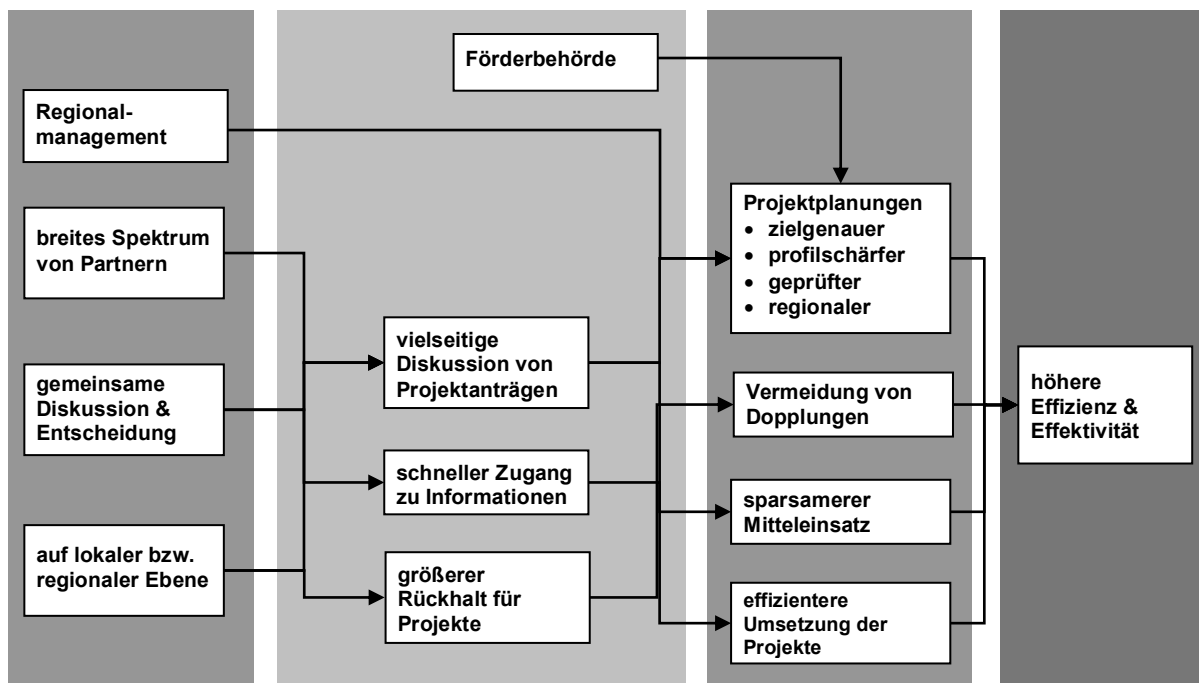 Förderbehörde
Regional-
management
breites Spektrum
von Partnern
gemeinsame
Diskussion &
Entscheidung
auf lokaler bzw.
regionaler Ebene
vielseitige
Diskussion von
Projektanträgen
schneller Zugang
zu Informationen
größerer
Rückhalt für
Projekte
Projektplanungen
• zielgenauer
• profilschärfer
• geprüfter
• regionaler
Vermeidung von
Dopplungen
sparsamerer
Mitteleinsatz
effizientere
Umsetzung der
Projekte
höhere
Effizienz &
Effektivität